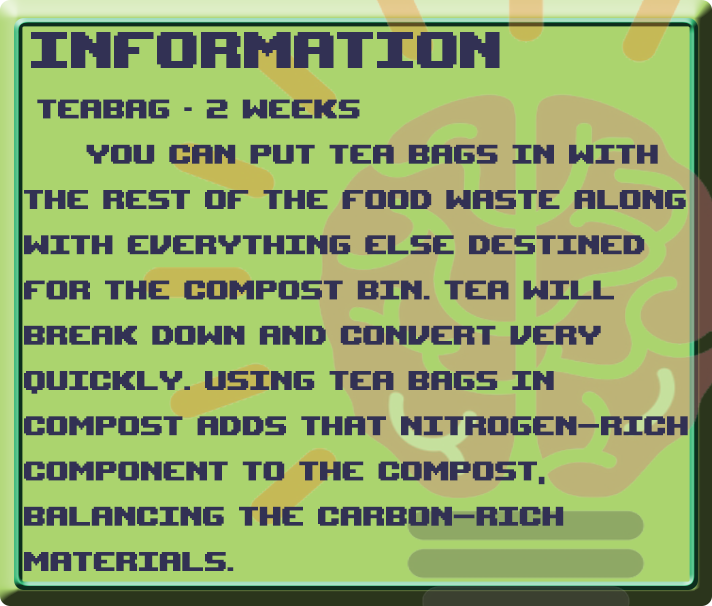 INFORMATION
TEABAG - 2 WEEKS
YOU CAN PUT TEA BAGS IN WITH
THE REST OF THE FOOD WASTE ALONG
WITH EVERYTHING ELSE DESTINED
FOR THE COMPOST BIN. TEA WILL
BREAK DOWN AND CONVERT VERY
QUICKLY. USING TEA BAGS IN
COMPOST ADDS THAT NITROGEN-RICH
COMPONENT TO THE COMPOST,
BALANCING THE CARBON-RICH
MATERIALS.